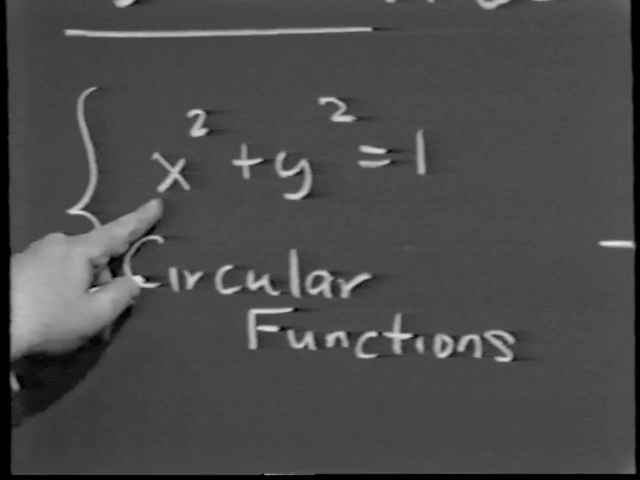 x² + y² = 1
Circular
Functions